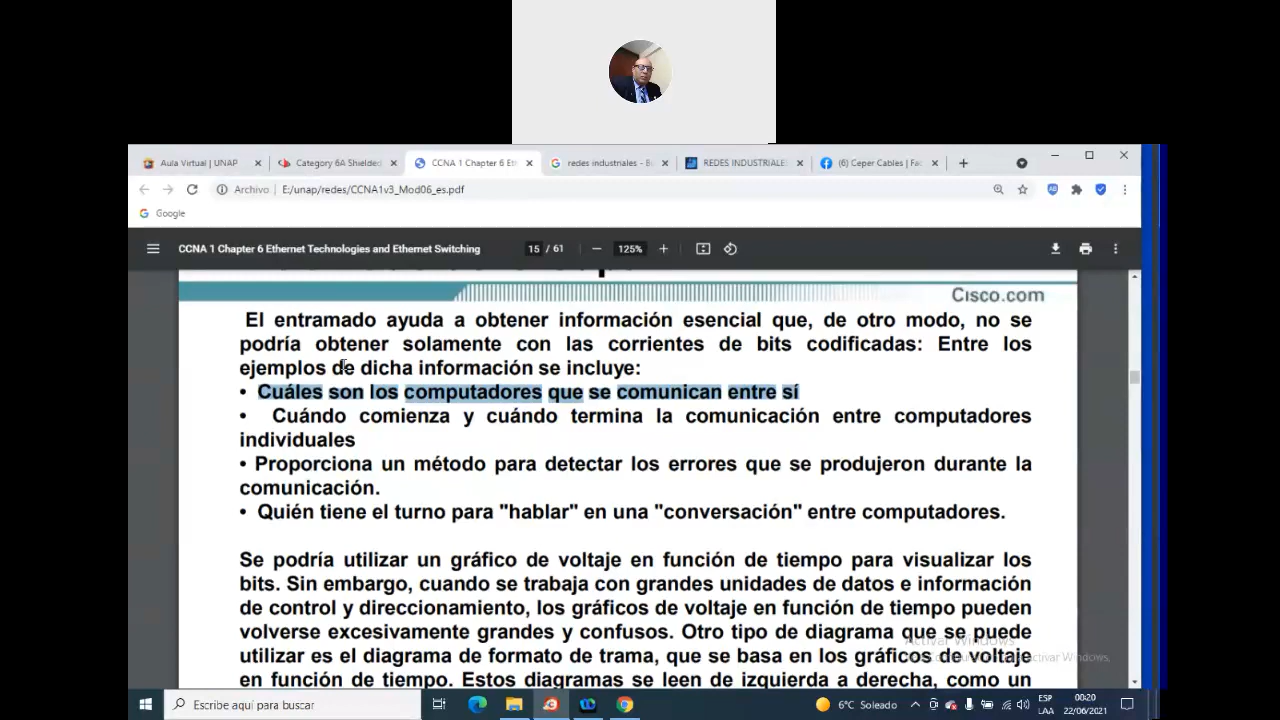 Aula Virtual | UNAP
Category 6A Shielded
CCNA 1 Chapter 6 Et
redes industriales - B
REDES INDUSTRIALE
(6) Ceper Cables | Fac
Archivo | E:/unap/redes/CCNA1v3_Mod06_es.pdf
Google
CCNA 1 Chapter 6 Ethernet Technologies and Ethernet Switching
15 / 61
125%
Cisco.com
El entramado ayuda a obtener información esencial que, de otro modo, no se
podría obtener solamente con las corrientes de bits codificadas: Entre los
ejemplos de dicha información se incluye:
• Cuáles son los computadores que se comunican entre sí
• Cuándo comienza y cuándo termina la comunicación entre computadores
individuales
• Proporciona un método para detectar los errores que se produjeron durante la
comunicación.
• Quién tiene el turno para "hablar" en una "conversación" entre computadores.
Se podría utilizar un gráfico de voltaje en función de tiempo para visualizar los
bits. Sin embargo, cuando se trabaja con grandes unidades de datos e información
de control y direccionamiento, los gráficos de voltaje en función de tiempo pueden
volverse excesivamente grandes y confusos. Otro tipo de diagrama que se puede
utilizar es el diagrama de formato de trama, que se basa en los gráficos de voltaje
en función de tiempo. Estos diagramas se leen de izquierda a derecha, como un
Activar Windows
Activar Windows.
Escribe aquí para buscar
6°C Soleado
ESP
LAA
00:20
22/06/2021